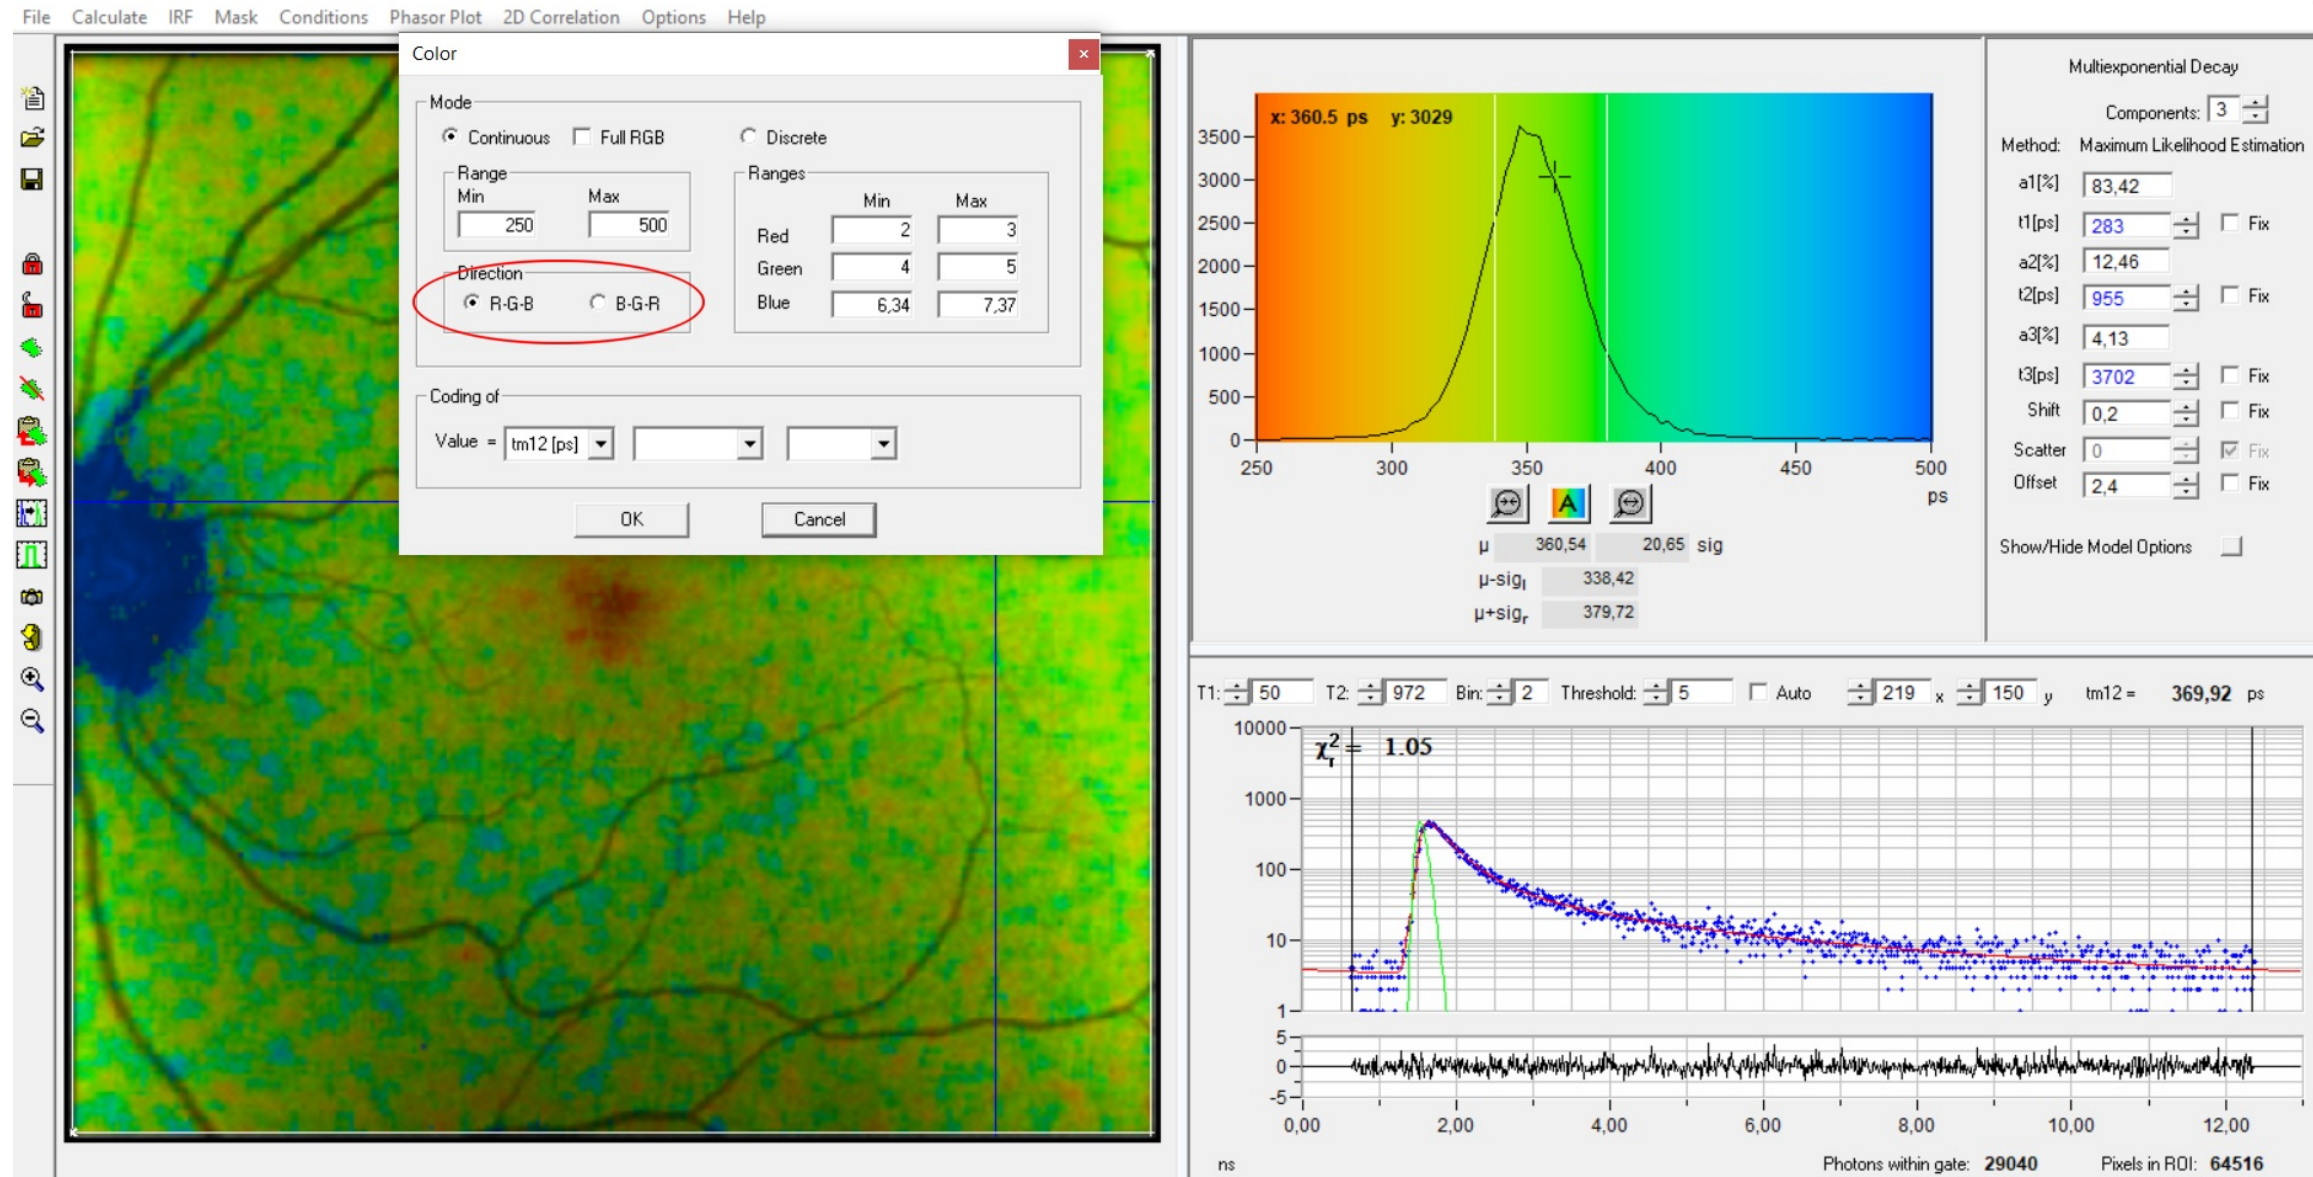 File Calculate IRF Mask Conditions Phasor Plot 2D Correlation Options Help
Color
Mode
Continuous Full RGB Discrete
Range
Min Max
250 500
Direction
R-G-B B-G-R
Ranges
Min Max
Red 2 3
Green 4 5
Blue 6,34 7,37
Coding of
Value = tm12 [ps]
OK Cancel
x: 360.5 ps y: 3029
3500
3000
2500
2000
1500
1000
500
0
250 300 350 400 450 500
ps
A
μ 360,54 20,65 sig
μ-sigl 338,42
μ+sigr 379,72
Multiexponential Decay
Components: 3
Method: Maximum Likelihood Estimation
a1[%] 83,42
t1[ps] 283 Fix
a2[%] 12,46
t2[ps] 955 Fix
a3[%] 4,13
t3[ps] 3702 Fix
Shift 0,2 Fix
Scatter 0 Fix
Offset 2,4 Fix
Show/Hide Model Options
T1: 50 T2: 972 Bin: 2 Threshold: 5 Auto 219 x 150 y tm12 = 369,92 ps
χ²r = 1.05
10000
1000
100
10
1
5
0
-5
0,00 2,00 4,00 6,00 8,00 10,00 12,00
ns Photons within gate: 29040 Pixels in ROI: 64516